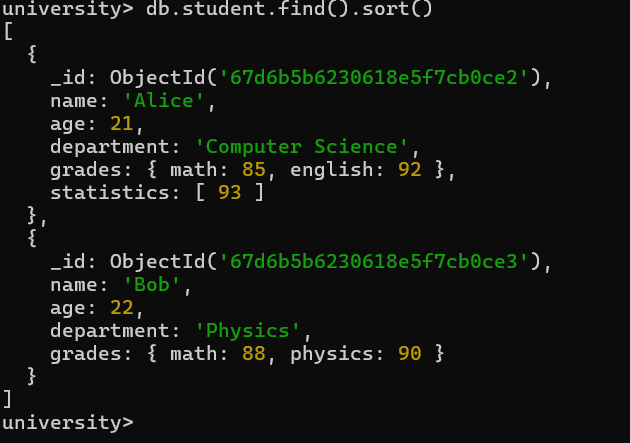 university> db.student.find().sort()
[
  {
    _id: ObjectId('67d6b5b6230618e5f7cb0ce2'),
    name: 'Alice',
    age: 21,
    department: 'Computer Science',
    grades: { math: 85, english: 92 },
    statistics: [ 93 ]
  },
  {
    _id: ObjectId('67d6b5b6230618e5f7cb0ce3'),
    name: 'Bob',
    age: 22,
    department: 'Physics',
    grades: { math: 88, physics: 90 }
  }
]
university>